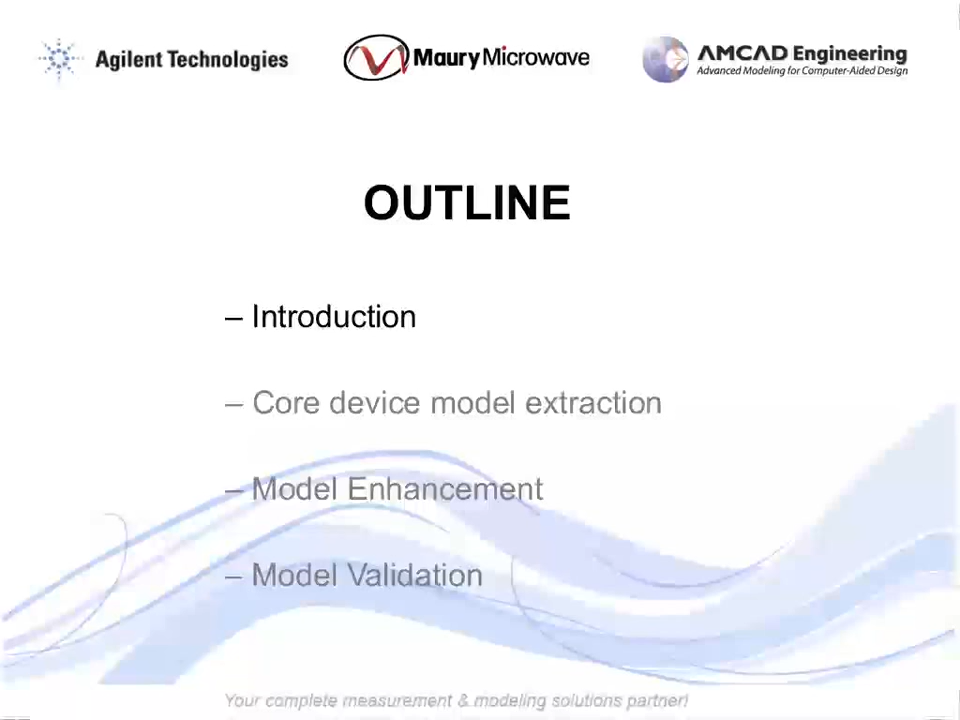 Agilent Technologies
Maury Microwave
AMCAD Engineering
Advanced Modeling for Computer-Aided Design
OUTLINE
– Introduction
– Core device model extraction
– Model Enhancement
– Model Validation
Your complete measurement & modeling solutions partner!